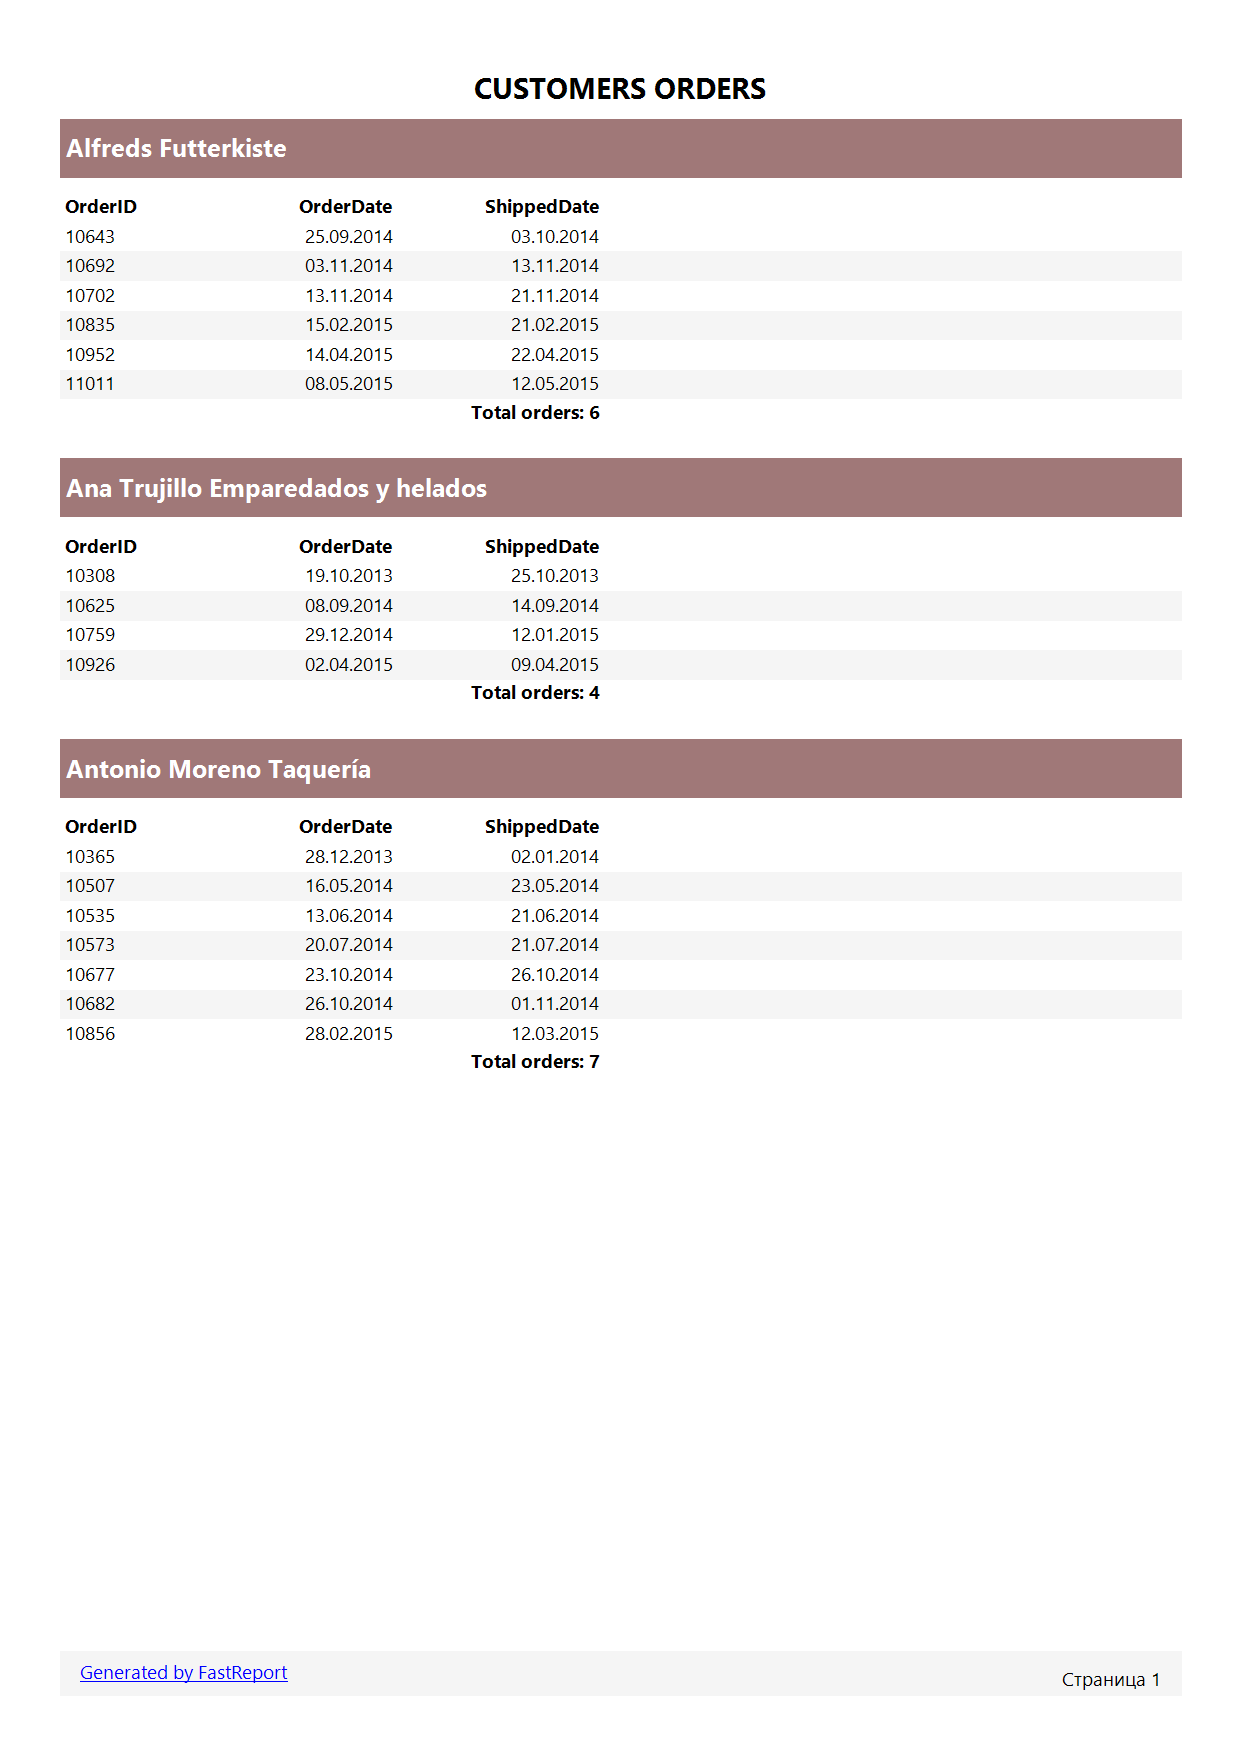 CUSTOMERS ORDERS
Alfreds Futterkiste
OrderID OrderDate ShippedDate
10643 25.09.2014 03.10.2014
10692 03.11.2014 13.11.2014
10702 13.11.2014 21.11.2014
10835 15.02.2015 21.02.2015
10952 14.04.2015 22.04.2015
11011 08.05.2015 12.05.2015
Total orders: 6
Ana Trujillo Emparedados y helados
OrderID OrderDate ShippedDate
10308 19.10.2013 25.10.2013
10625 08.09.2014 14.09.2014
10759 29.12.2014 12.01.2015
10926 02.04.2015 09.04.2015
Total orders: 4
Antonio Moreno Taquería
OrderID OrderDate ShippedDate
10365 28.12.2013 02.01.2014
10507 16.05.2014 23.05.2014
10535 13.06.2014 21.06.2014
10573 20.07.2014 21.07.2014
10677 23.10.2014 26.10.2014
10682 26.10.2014 01.11.2014
10856 28.02.2015 12.03.2015
Total orders: 7
Generated by FastReport
Страница 1